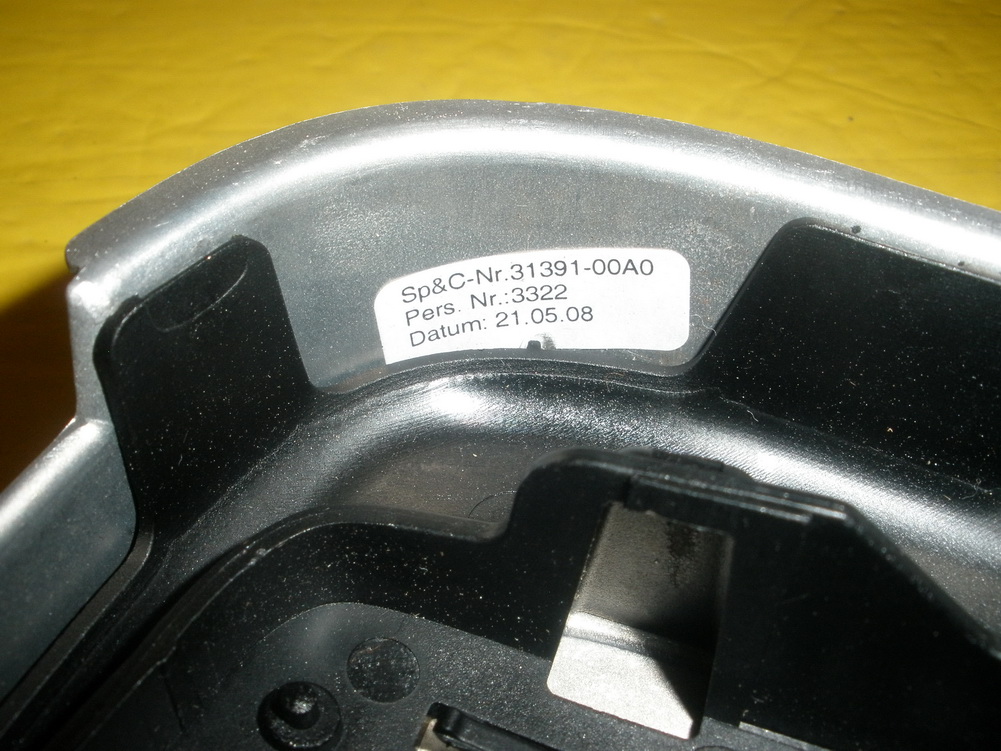 Sp&C-Nr.31391-00A0
Pers. Nr.:3322
Datum: 21.05.08